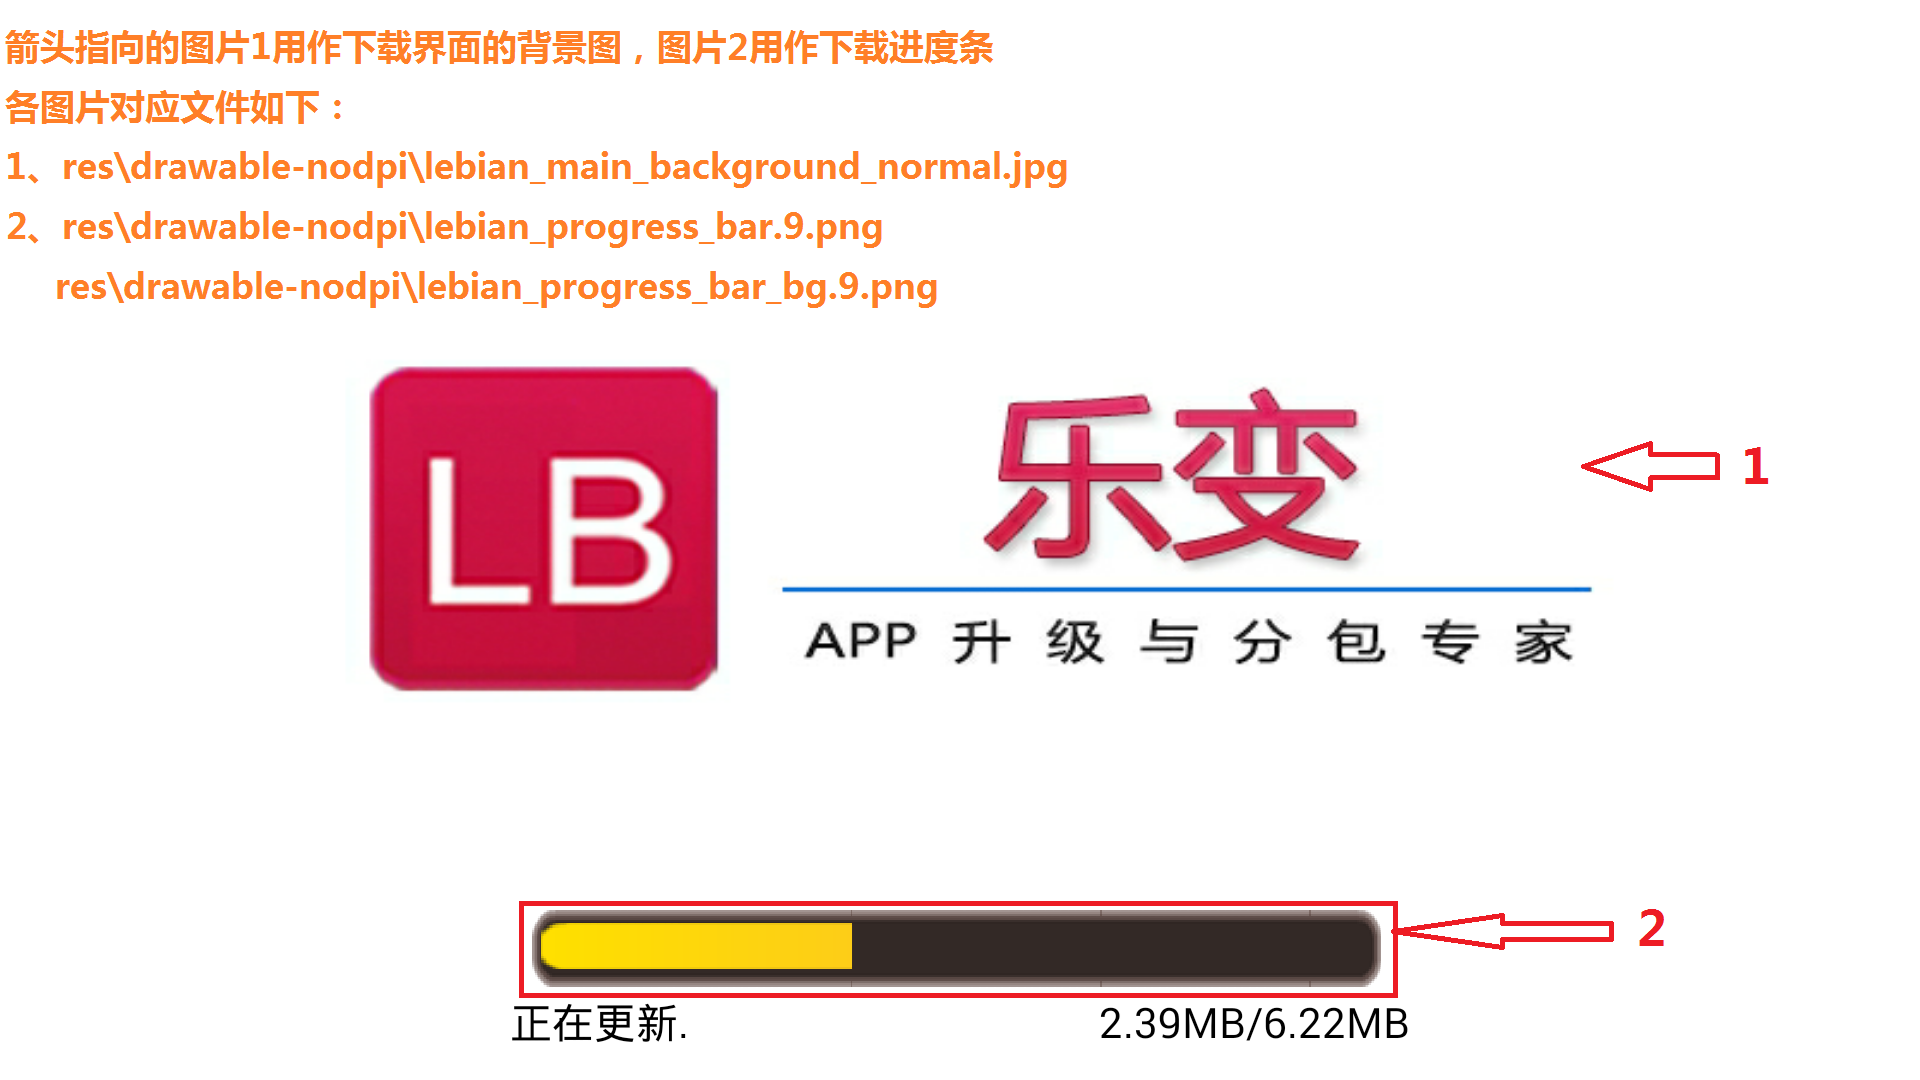 箭头指向的图片1用作下载界面的背景图，图片2用作下载进度条
各图片对应文件如下：
1、res\drawable-nodpi\lebian_main_background_normal.jpg
2、res\drawable-nodpi\lebian_progress_bar.9.png
res\drawable-nodpi\lebian_progress_bar_bg.9.png
LB
乐变
1
APP 升 级 与 分 包 专 家
2
正在更新.
2.39MB/6.22MB